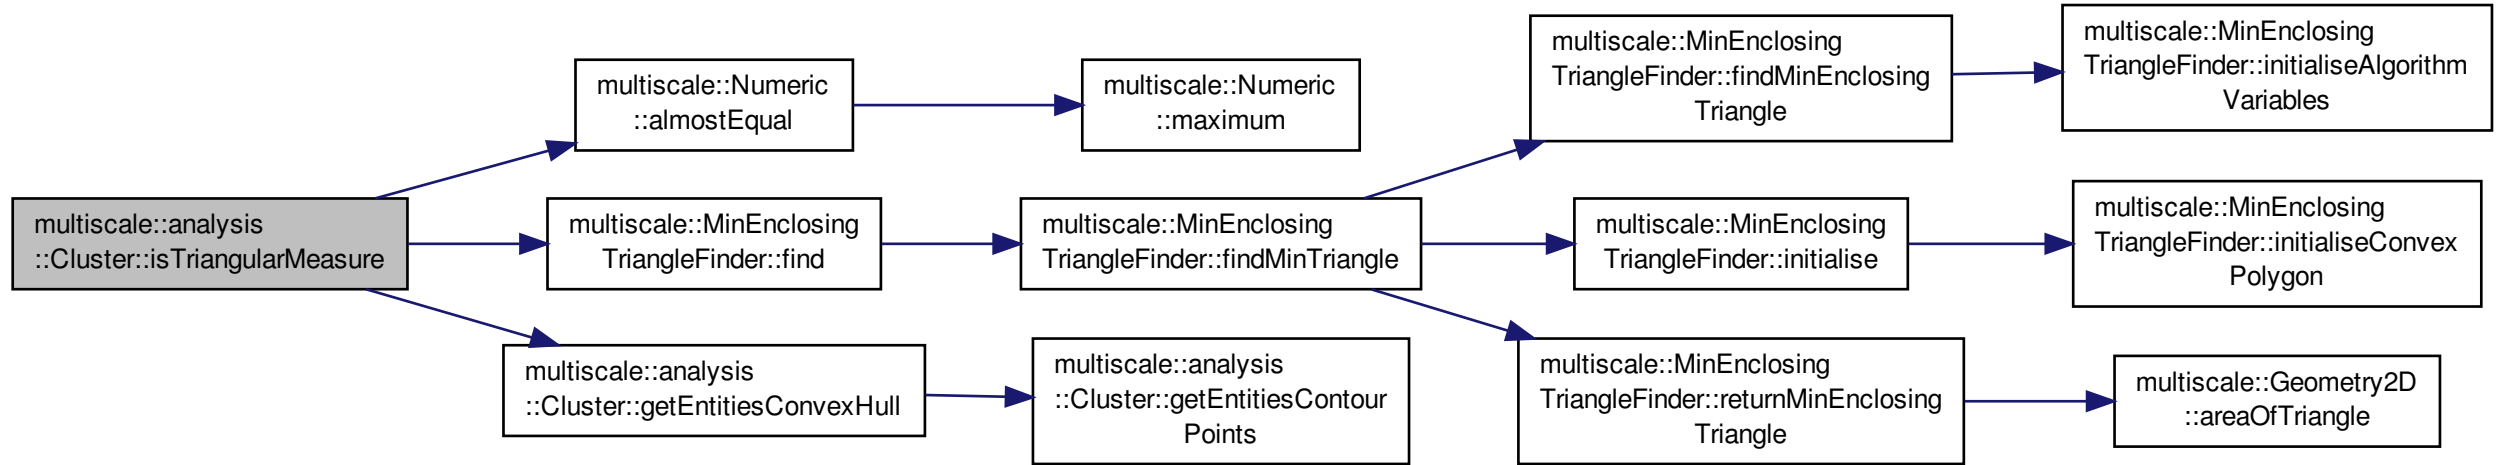 multiscale::analysis
::Cluster::isTriangularMeasure
multiscale::Numeric
::almostEqual
multiscale::Numeric
::maximum
multiscale::MinEnclosing
TriangleFinder::find
multiscale::MinEnclosing
TriangleFinder::findMinTriangle
multiscale::MinEnclosing
TriangleFinder::findMinEnclosing
Triangle
multiscale::MinEnclosing
TriangleFinder::initialiseAlgorithm
Variables
multiscale::MinEnclosing
TriangleFinder::initialise
multiscale::MinEnclosing
TriangleFinder::initialiseConvex
Polygon
multiscale::MinEnclosing
TriangleFinder::returnMinEnclosing
Triangle
multiscale::Geometry2D
::areaOfTriangle
multiscale::analysis
::Cluster::getEntitiesConvexHull
multiscale::analysis
::Cluster::getEntitiesContour
Points